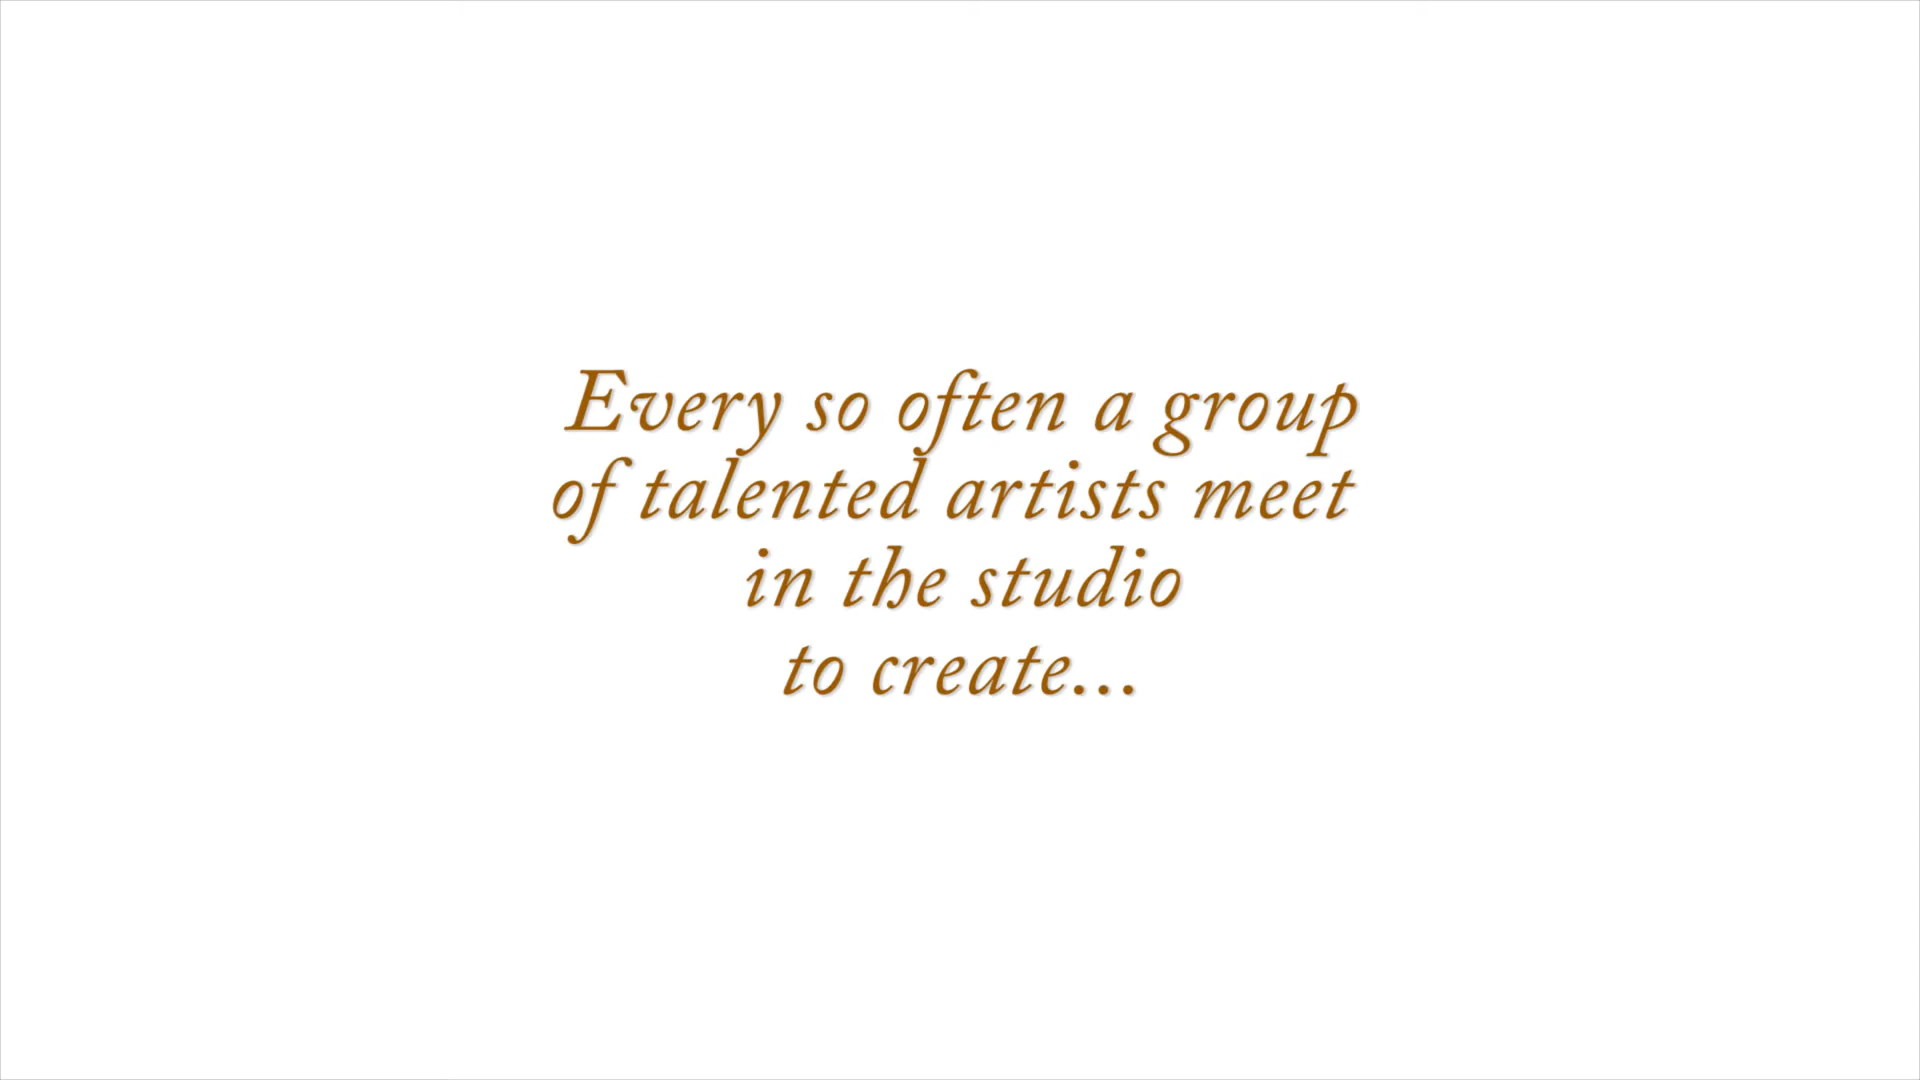 Every so often a group
of talented artists meet
in the studio
to create...